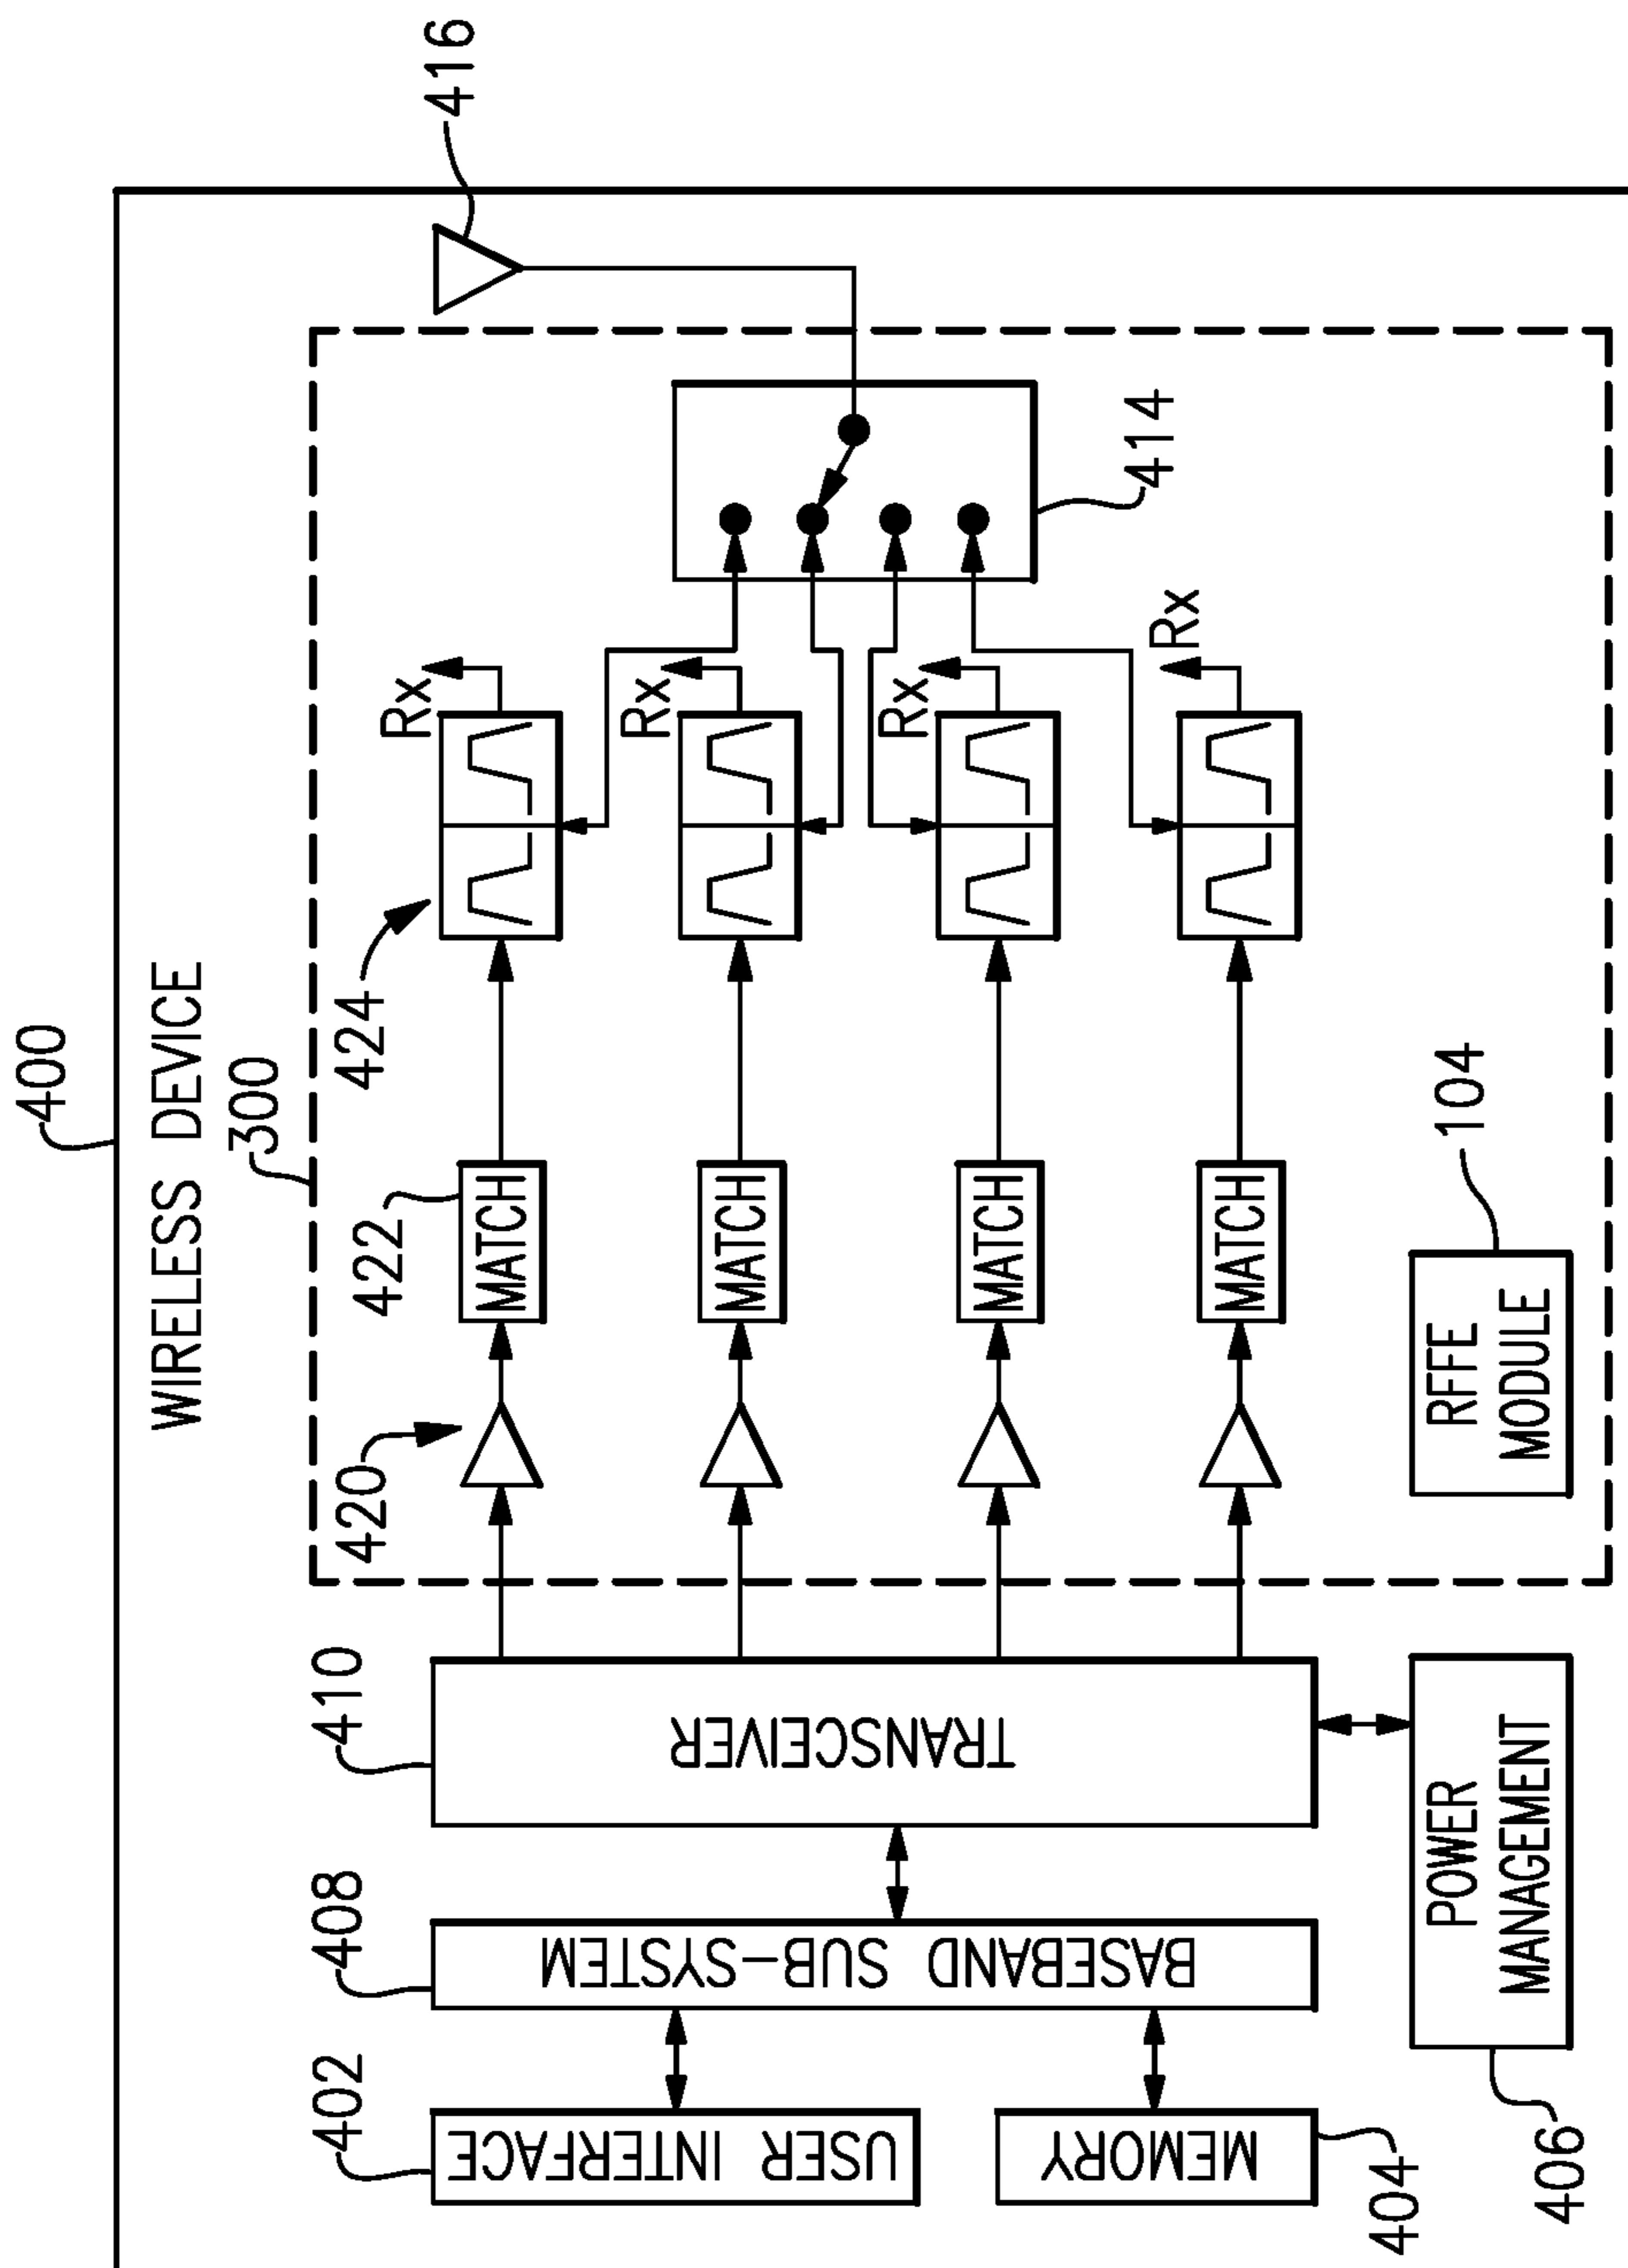 400
WIRELESS DEVICE
300
416
402
USER INTERFACE
408
BASEBAND SUB-SYSTEM
410
TRANSCEIVER
420
422
MATCH
424
Rx
MATCH
Rx
MATCH
Rx
MATCH
Rx
414
MEMORY
404
POWER
MANAGEMENT
406
RFFE
MODULE
104